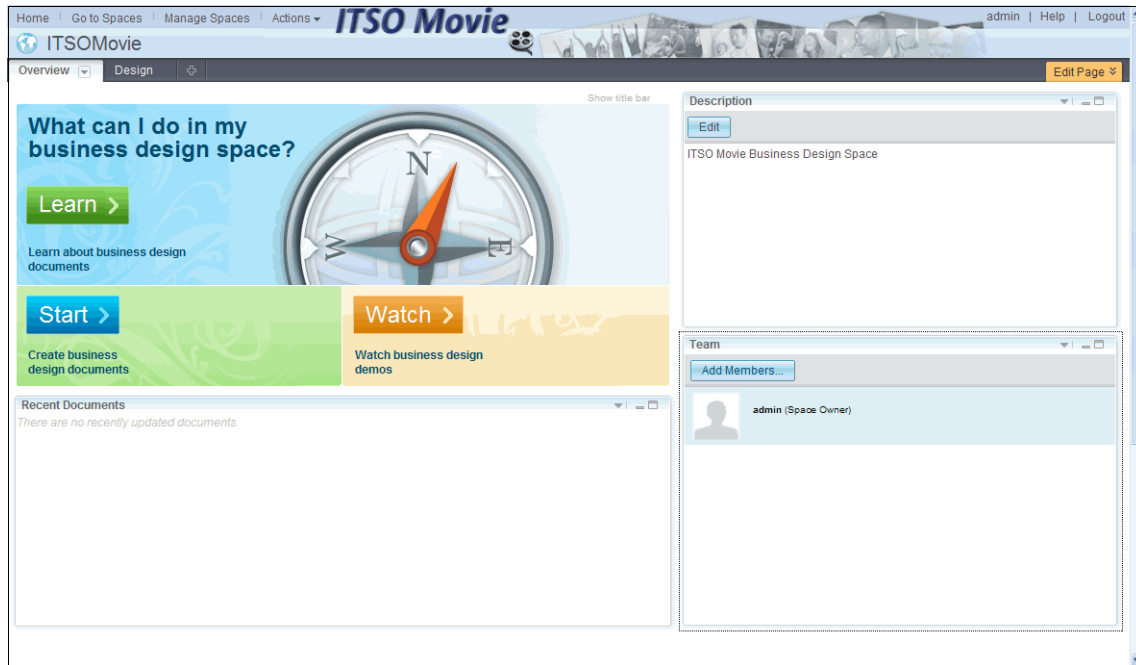 Home Go to Spaces Manage Spaces Actions ITSO Movie admin | Help | Logout
ITSOMovie
Overview Design Edit Page
Show title bar
What can I do in my
business design space?
Learn
Learn about business design
documents
N
W
E
Start
Create business
design documents
Watch
Watch business design
demos
Recent Documents
There are no recently updated documents.
Description
Edit
ITSO Movie Business Design Space
Team
Add Members...
admin (Space Owner)